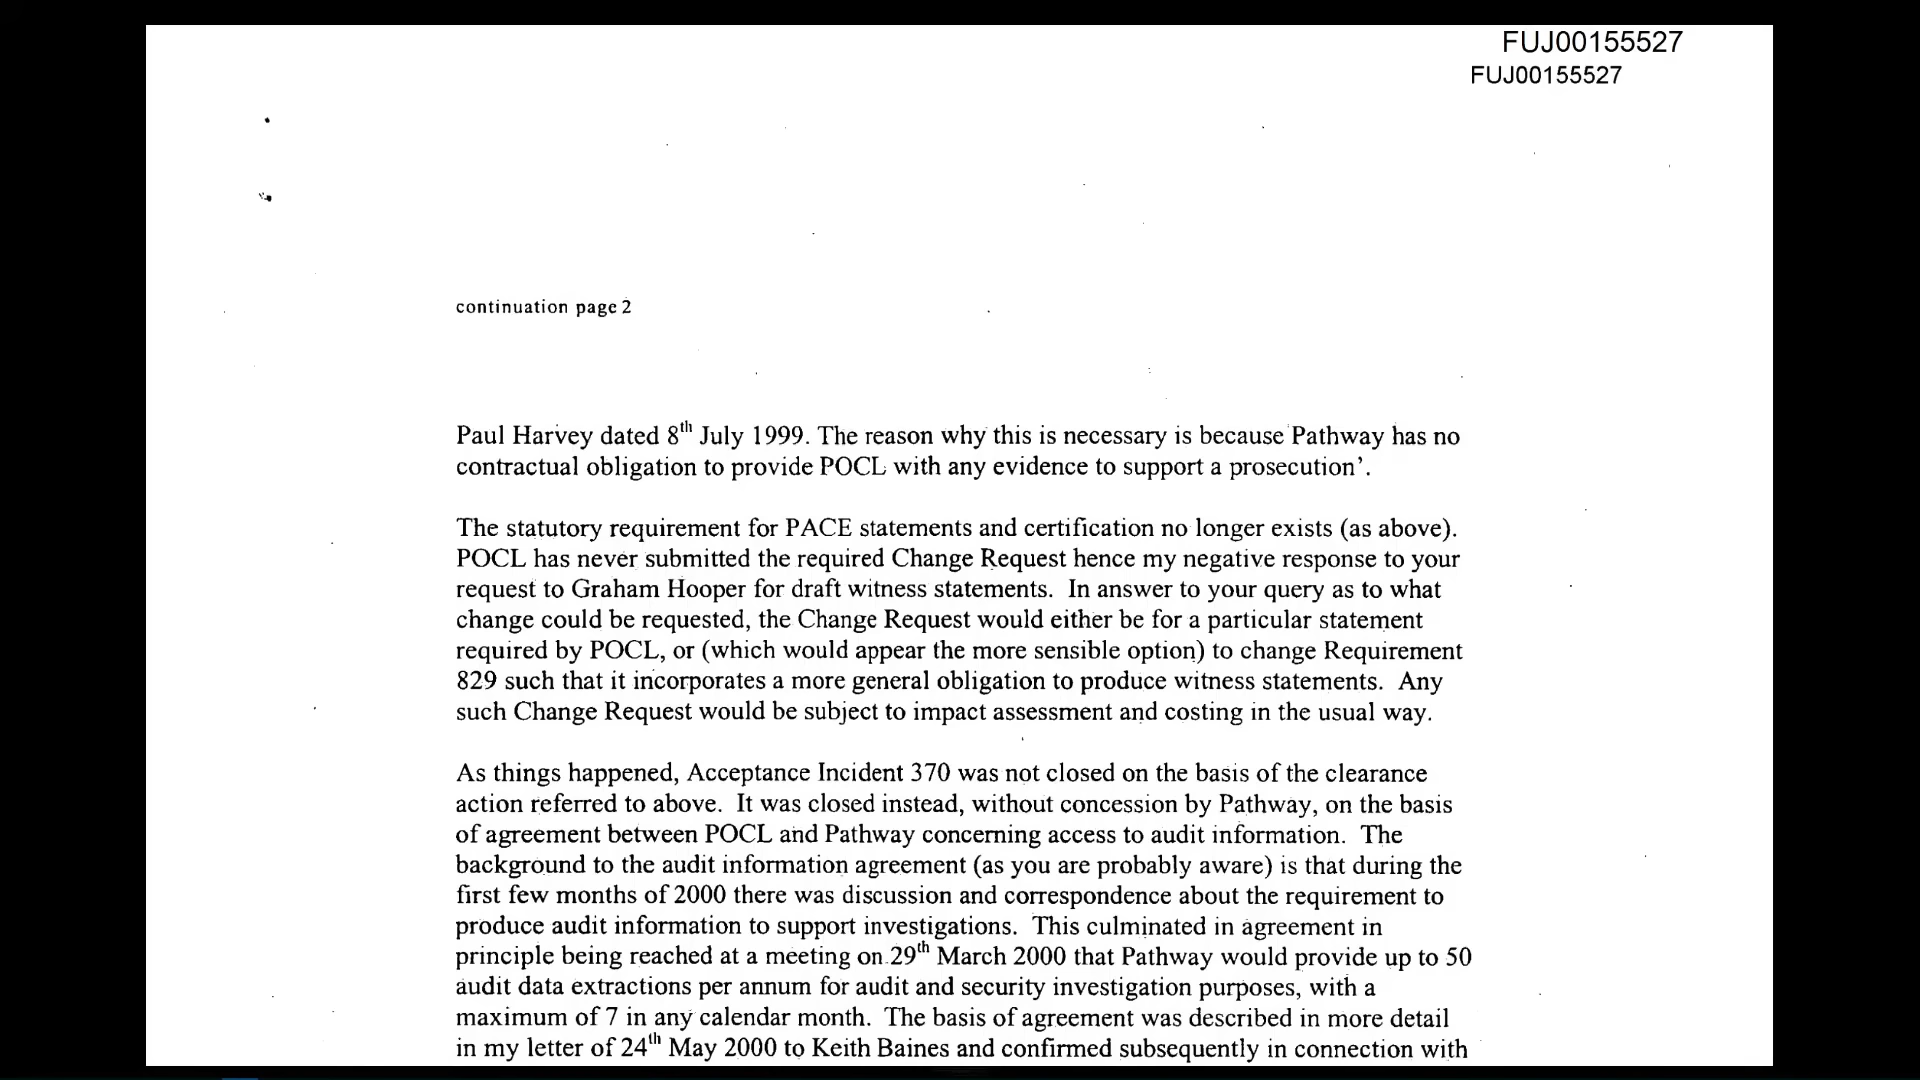 FUJ00155527
FUJ00155527
continuation page 2
Paul Harvey dated 8th July 1999. The reason why this is necessary is because Pathway has no
contractual obligation to provide POCL with any evidence to support a prosecution’.
The statutory requirement for PACE statements and certification no longer exists (as above).
POCL has never submitted the required Change Request hence my negative response to your
request to Graham Hooper for draft witness statements. In answer to your query as to what
change could be requested, the Change Request would either be for a particular statement
required by POCL, or (which would appear the more sensible option) to change Requirement
829 such that it incorporates a more general obligation to produce witness statements. Any
such Change Request would be subject to impact assessment and costing in the usual way.
As things happened, Acceptance Incident 370 was not closed on the basis of the clearance
action referred to above. It was closed instead, without concession by Pathway, on the basis
of agreement between POCL and Pathway concerning access to audit information. The
background to the audit information agreement (as you are probably aware) is that during the
first few months of 2000 there was discussion and correspondence about the requirement to
produce audit information to support investigations. This culminated in agreement in
principle being reached at a meeting on 29th March 2000 that Pathway would provide up to 50
audit data extractions per annum for audit and security investigation purposes, with a
maximum of 7 in any calendar month. The basis of agreement was described in more detail
in my letter of 24th May 2000 to Keith Baines and confirmed subsequently in connection with